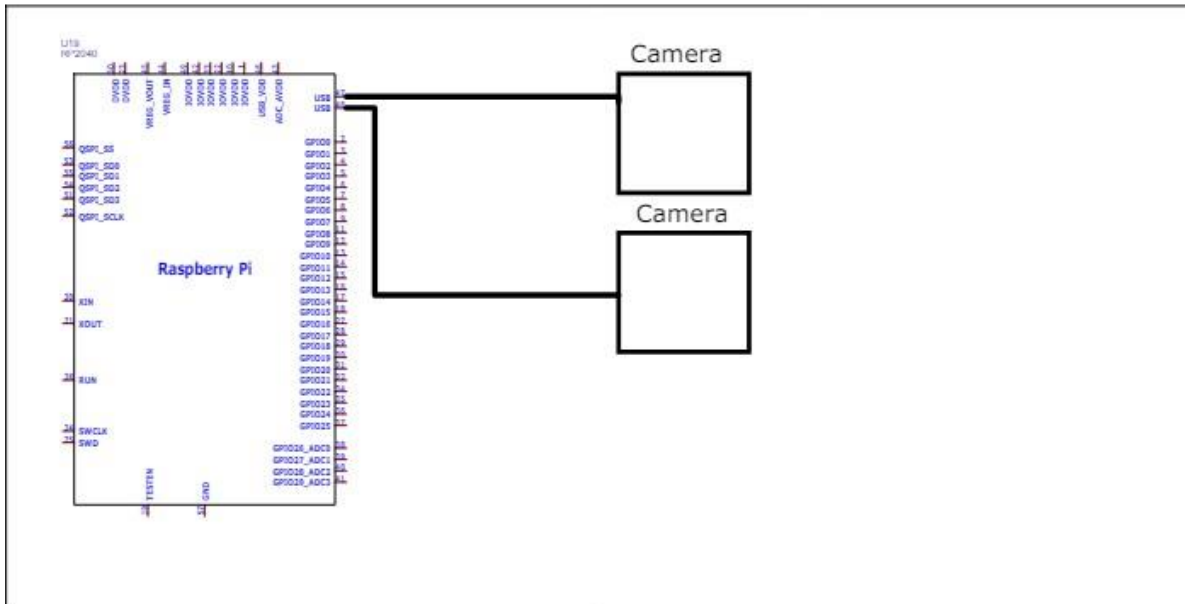 U19
RP2040
Camera
DVDD
DVDD
VREG_VOUT
VREG_IN
IOVDD
IOVDD
IOVDD
IOVDD
IOVDD
IOVDD
USB_VDD
ADC_AVDD
USB
USB
GPIO0
GPIO1
GPIO2
GPIO3
GPIO4
GPIO5
GPIO6
GPIO7
GPIO8
GPIO9
GPIO10
GPIO11
GPIO12
GPIO13
GPIO14
GPIO15
GPIO16
GPIO17
GPIO18
GPIO19
GPIO20
GPIO21
GPIO22
GPIO23
GPIO24
GPIO25
GPIO26_ADC0
GPIO27_ADC1
GPIO28_ADC2
GPIO29_ADC3
QSPI_SS
QSPI_SD0
QSPI_SD1
QSPI_SD2
QSPI_SD3
QSPI_SCLK
Raspberry Pi
XIN
XOUT
RUN
SWCLK
SWD
TESTEN
GND
Camera